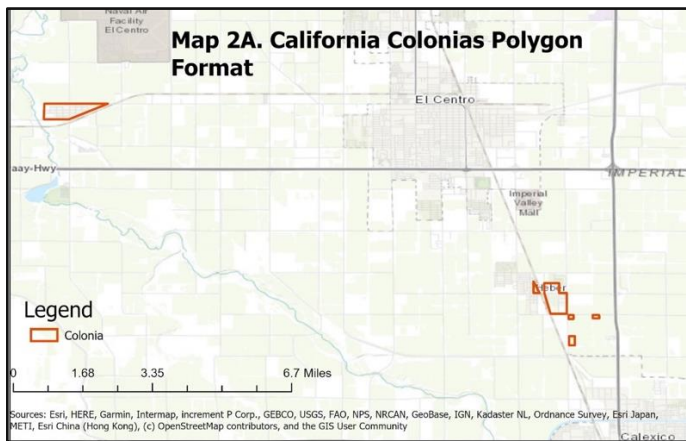 Naval Air
Facility
El Centro
Map 2A. California Colonias Polygon
Format
El Centro
aay-Hwy
IMPERIAL
Imperial
Valley
Mall
Heber
Legend
Colonia
0 1.68 3.35 6.7 Miles
Sources: Esri, HERE, Garmin, Intermap, increment P Corp., GEBCO, USGS, FAO, NPS, NRCAN, GeoBase, IGN, Kadaster NL, Ordnance Survey, Esri Japan,
METI, Esri China (Hong Kong), (c) OpenStreetMap contributors, and the GIS User Community
Calexico